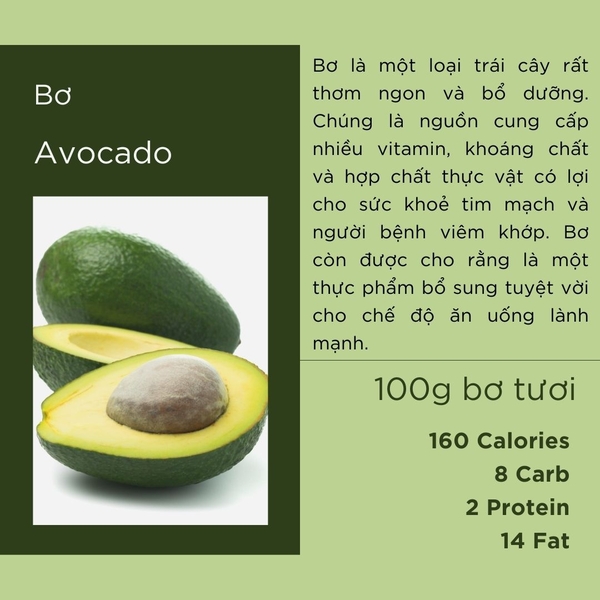 Bơ
Avocado
Bơ là một loại trái cây rất
thơm ngon và bổ dưỡng.
Chúng là nguồn cung cấp
nhiều vitamin, khoáng chất
và hợp chất thực vật có lợi
cho sức khoẻ tim mạch và
người bệnh viêm khớp. Bơ
còn được cho rằng là một
thực phẩm bổ sung tuyệt vời
cho chế độ ăn uống lành
mạnh.
100g bơ tươi
160 Calories
8 Carb
2 Protein
14 Fat